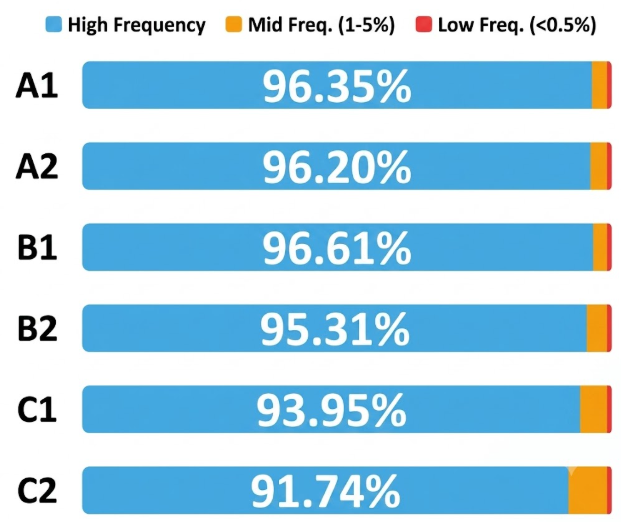 High Frequency Mid Freq. (1-5%) Low Freq. (<0.5%)
A1 96.35%
A2 96.20%
B1 96.61%
B2 95.31%
C1 93.95%
C2 91.74%